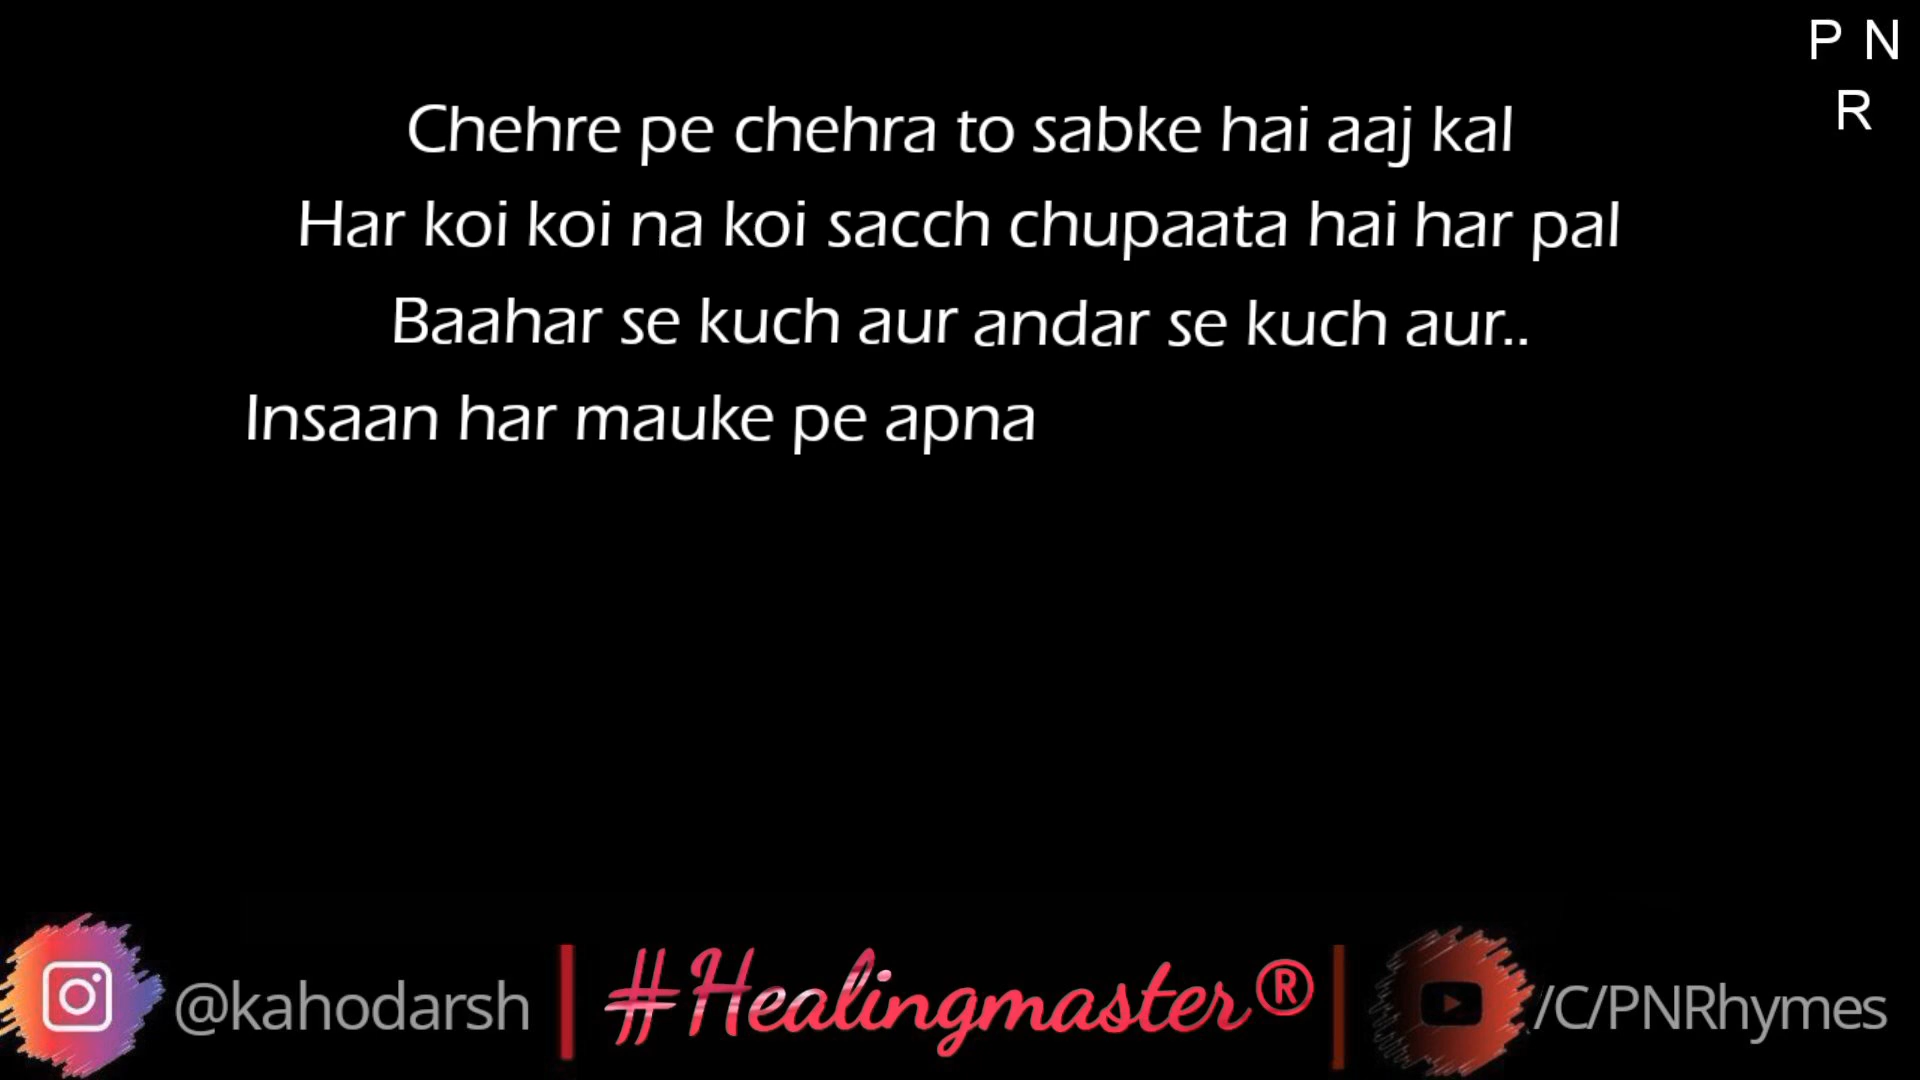 P N
R
Chehre pe chehra to sabke hai aaj kal
Har koi koi na koi sacch chupaata hai har pal
Baahar se kuch aur andar se kuch aur..
Insaan har mauke pe apna
@kahodarsh
#Healingmaster®
/C/PNRhymes